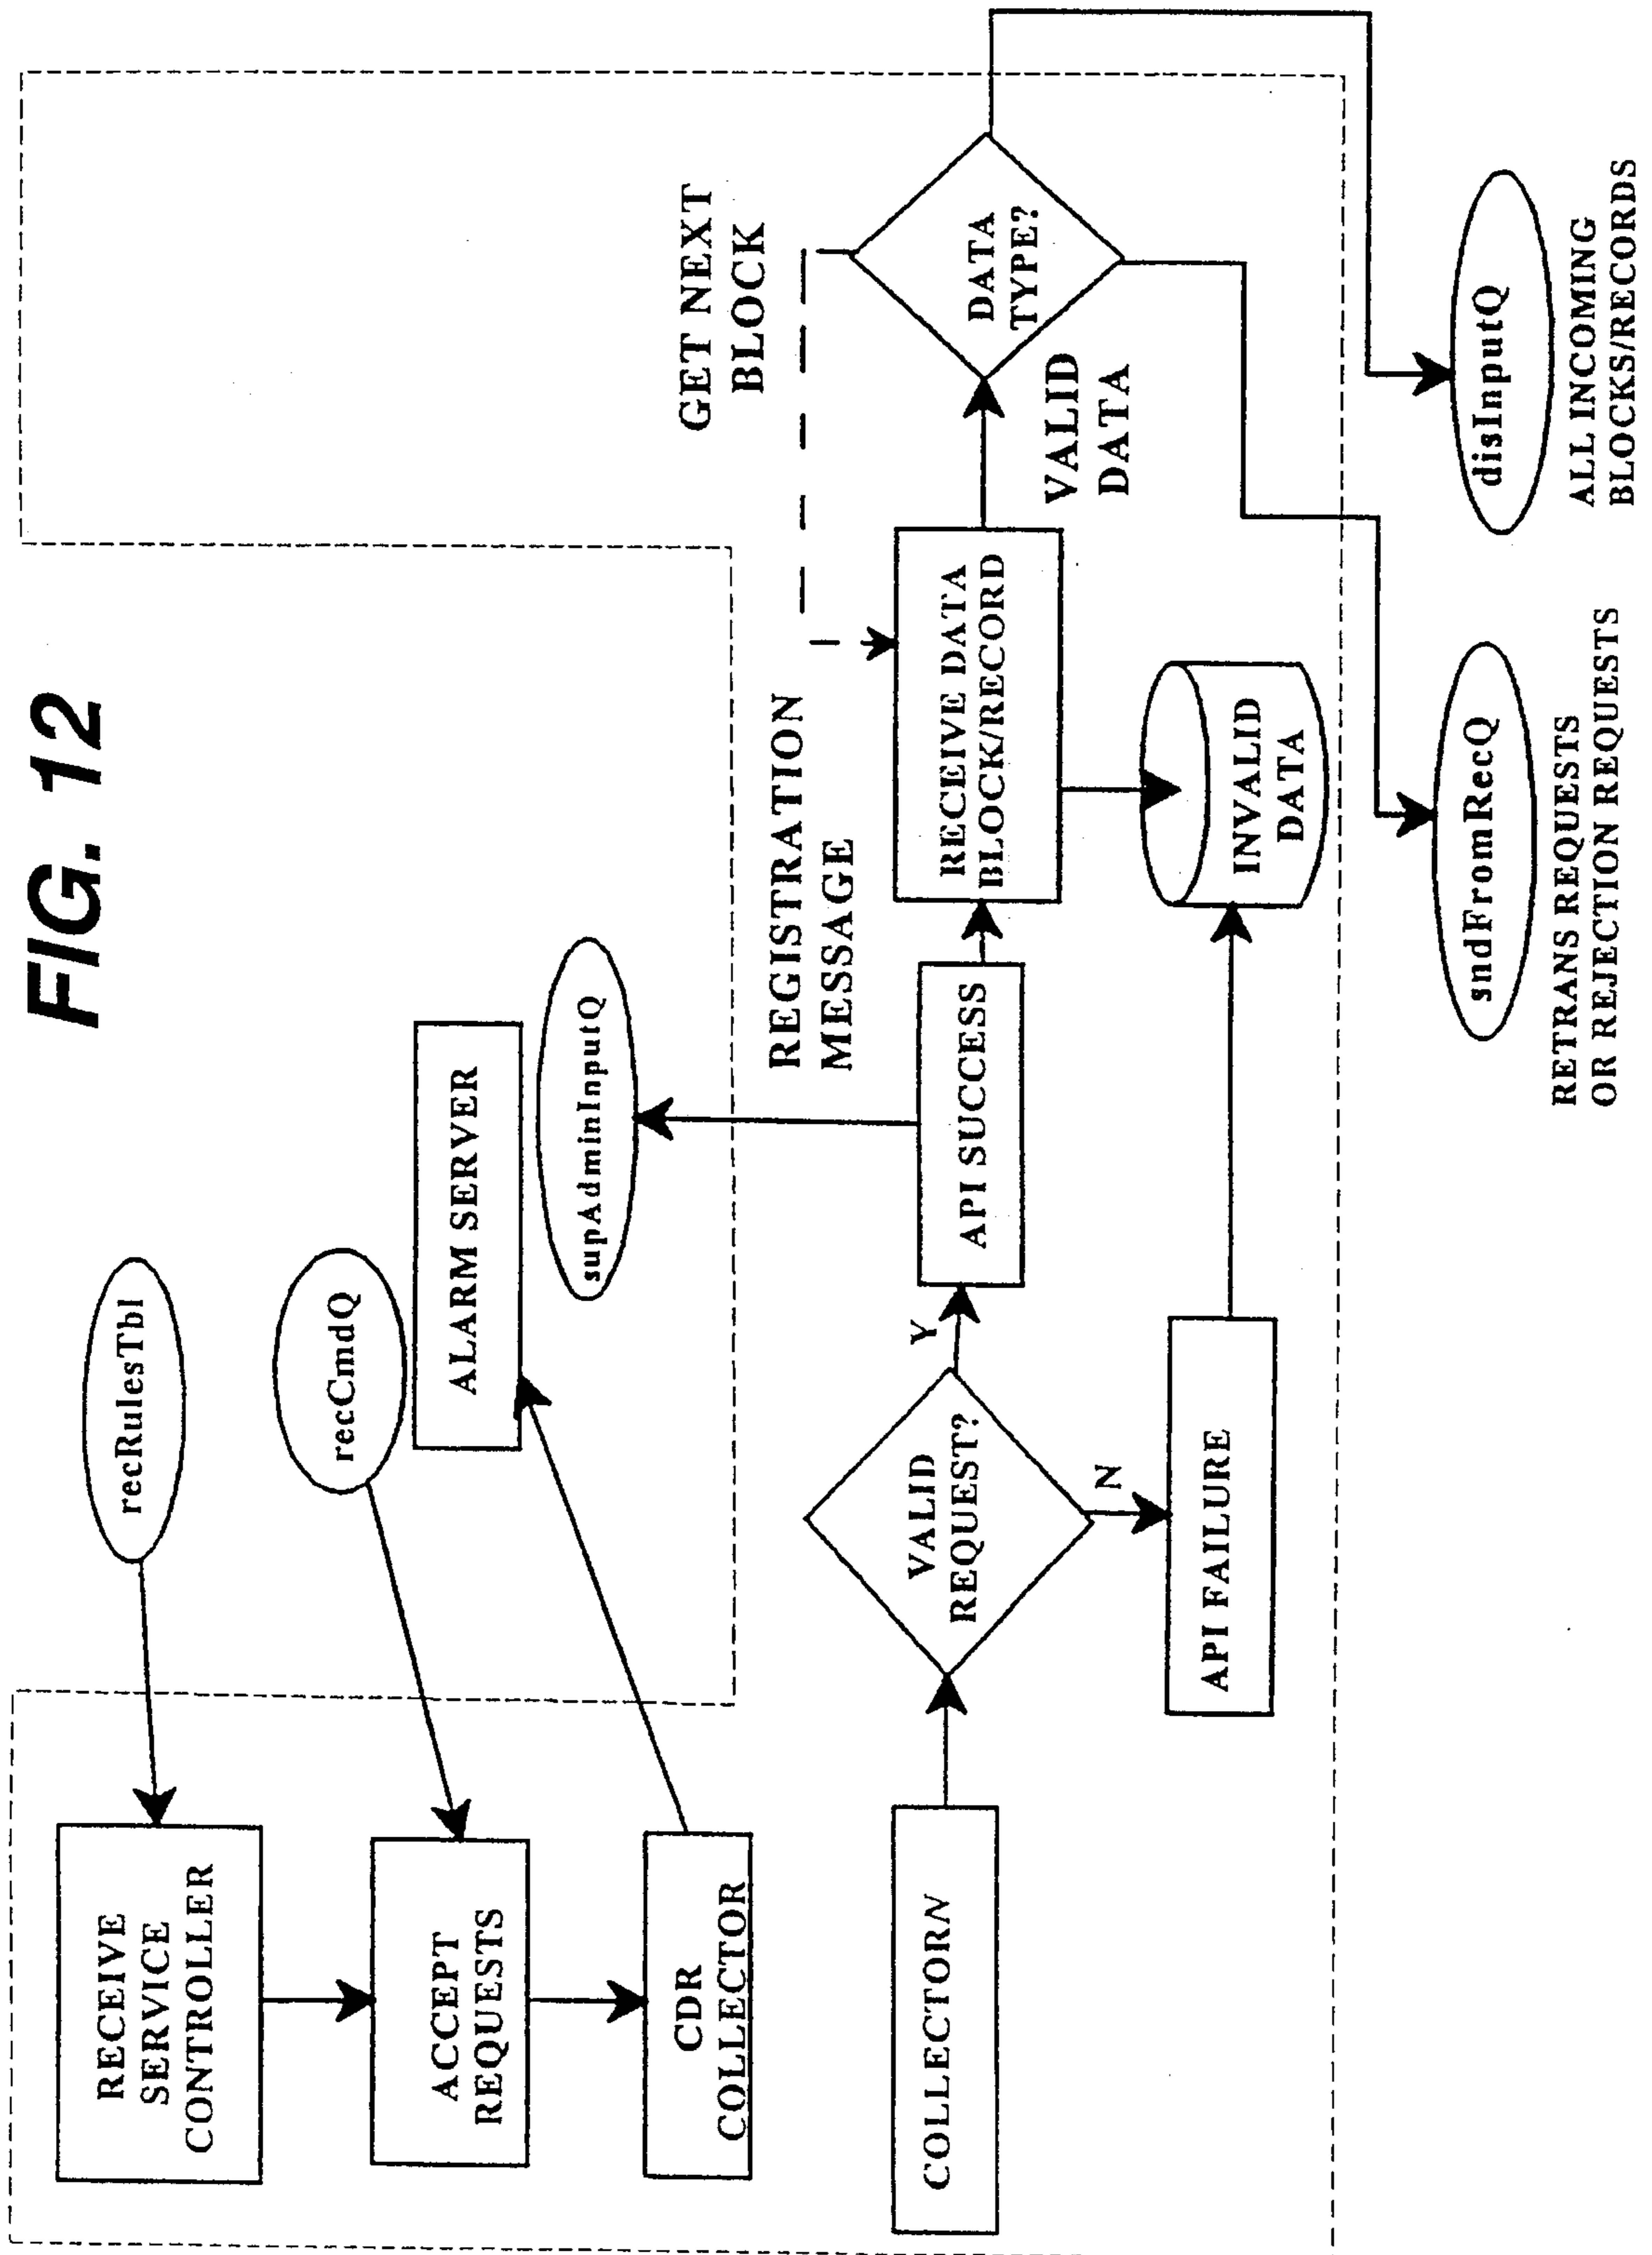 FIG. 12
RECEIVE
SERVICE
CONTROLLER
recRulesTbl
ACCEPT
REQUESTS
recCmdQ
CDR
COLLECTOR
ALARM SERVER
supAdminInputQ
REGISTRATION
MESSAGE
GET NEXT
BLOCK
COLLECTORN
VALID
REQUEST?
Y
N
API SUCCESS
API FAILURE
RECEIVE DATA
BLOCK/RECORD
VALID
DATA
DATA
TYPE?
INVALID
DATA
sndFromRecQ
RETRANS REQUESTS
OR REJECTION REQUESTS
disInputQ
ALL INCOMING
BLOCKS/RECORDS